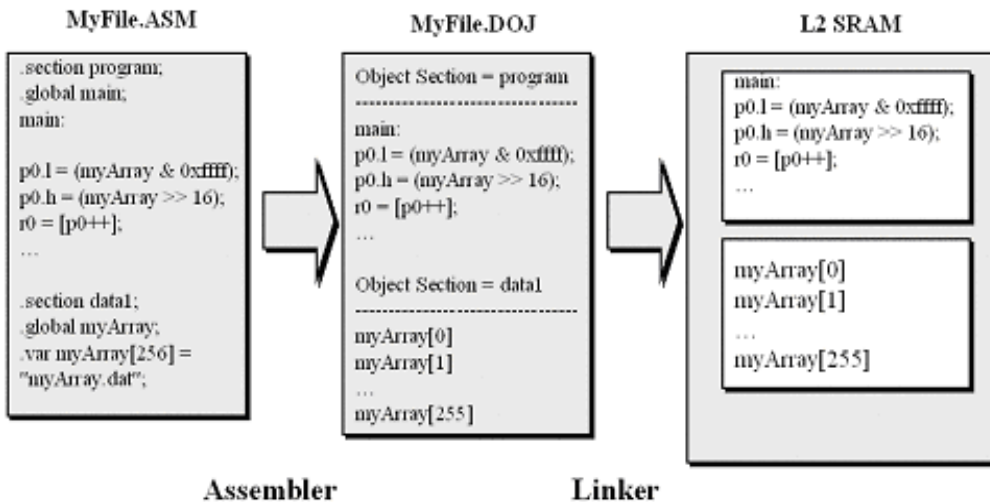 MyFile.ASM
.section program;
.global main;
main:
p0.l = (myArray & 0xffff);
p0.h = (myArray >> 16);
r0 = [p0++];
...
.section data1;
.global myArray;
.var myArray[256] =
"myArray.dat";
MyFile.DOJ
Object Section = program
---------------------------------
main:
p0.l = (myArray & 0xffff);
p0.h = (myArray >> 16);
r0 = [p0++];
...
Object Section = data1
---------------------------------
myArray[0]
myArray[1]
...
myArray[255]
L2 SRAM
main:
p0.l = (myArray & 0xffff);
p0.h = (myArray >> 16);
r0 = [p0++];
...
myArray[0]
myArray[1]
...
myArray[255]
Assembler
Linker